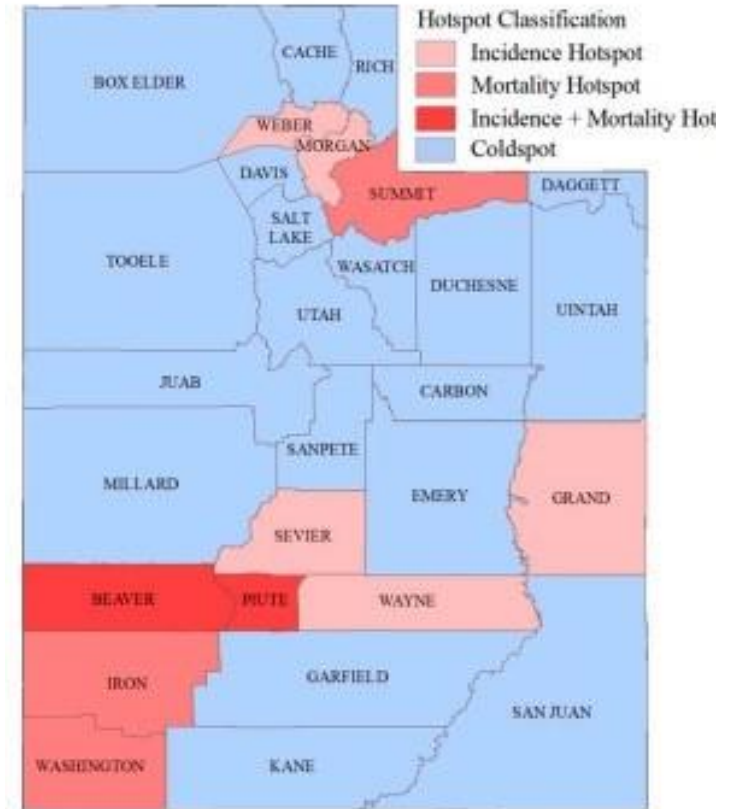 Hotspot Classification
Incidence Hotspot
Mortality Hotspot
Incidence + Mortality Hot
Coldspot
CACHE
RICH
BOX ELDER
WEBER
MORGAN
DAVIS
SUMMIT
DAGGETT
SALT
LAKE
TOOELE
WASATCH
DUCHESNE
UINTAH
UTAH
JUAB
CARBON
SANPETE
MILLARD
EMERY
GRAND
SEVIER
BEAVER
PIUTE
WAYNE
IRON
GARFIELD
SAN JUAN
WASHINGTON
KANE